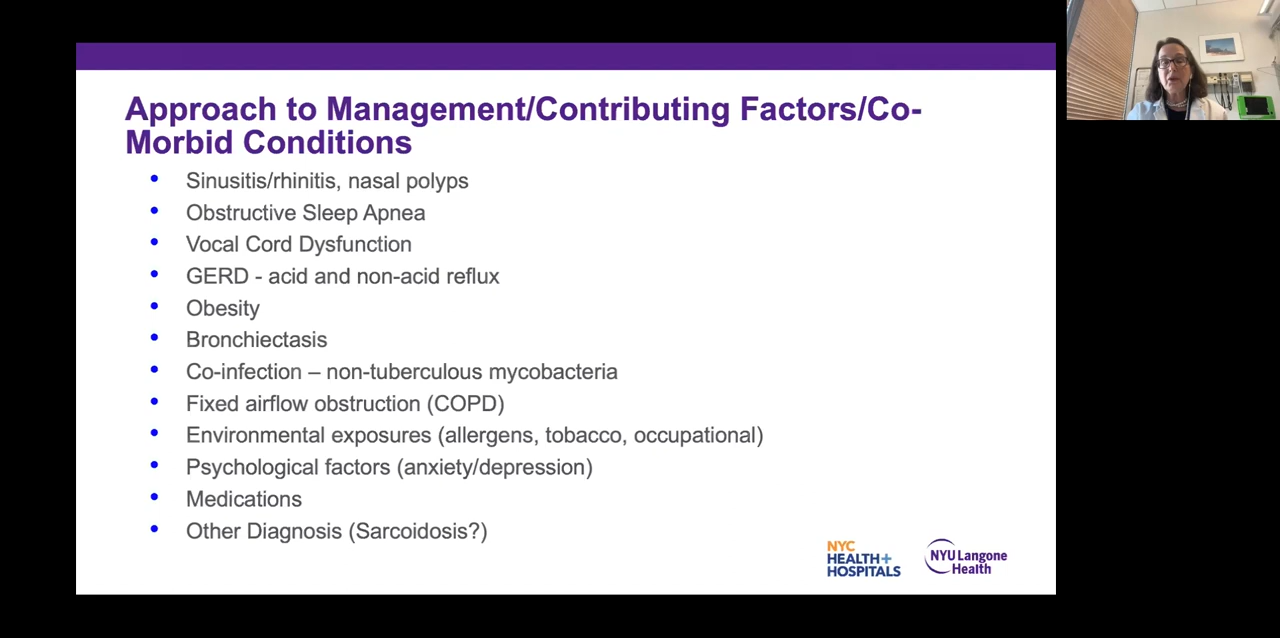 Approach to Management/Contributing Factors/Co-
Morbid Conditions
• Sinusitis/rhinitis, nasal polyps
• Obstructive Sleep Apnea
• Vocal Cord Dysfunction
• GERD - acid and non-acid reflux
• Obesity
• Bronchiectasis
• Co-infection – non-tuberculous mycobacteria
• Fixed airflow obstruction (COPD)
• Environmental exposures (allergens, tobacco, occupational)
• Psychological factors (anxiety/depression)
• Medications
• Other Diagnosis (Sarcoidosis?)
NYC
HEALTH+
HOSPITALS
NYU Langone
Health